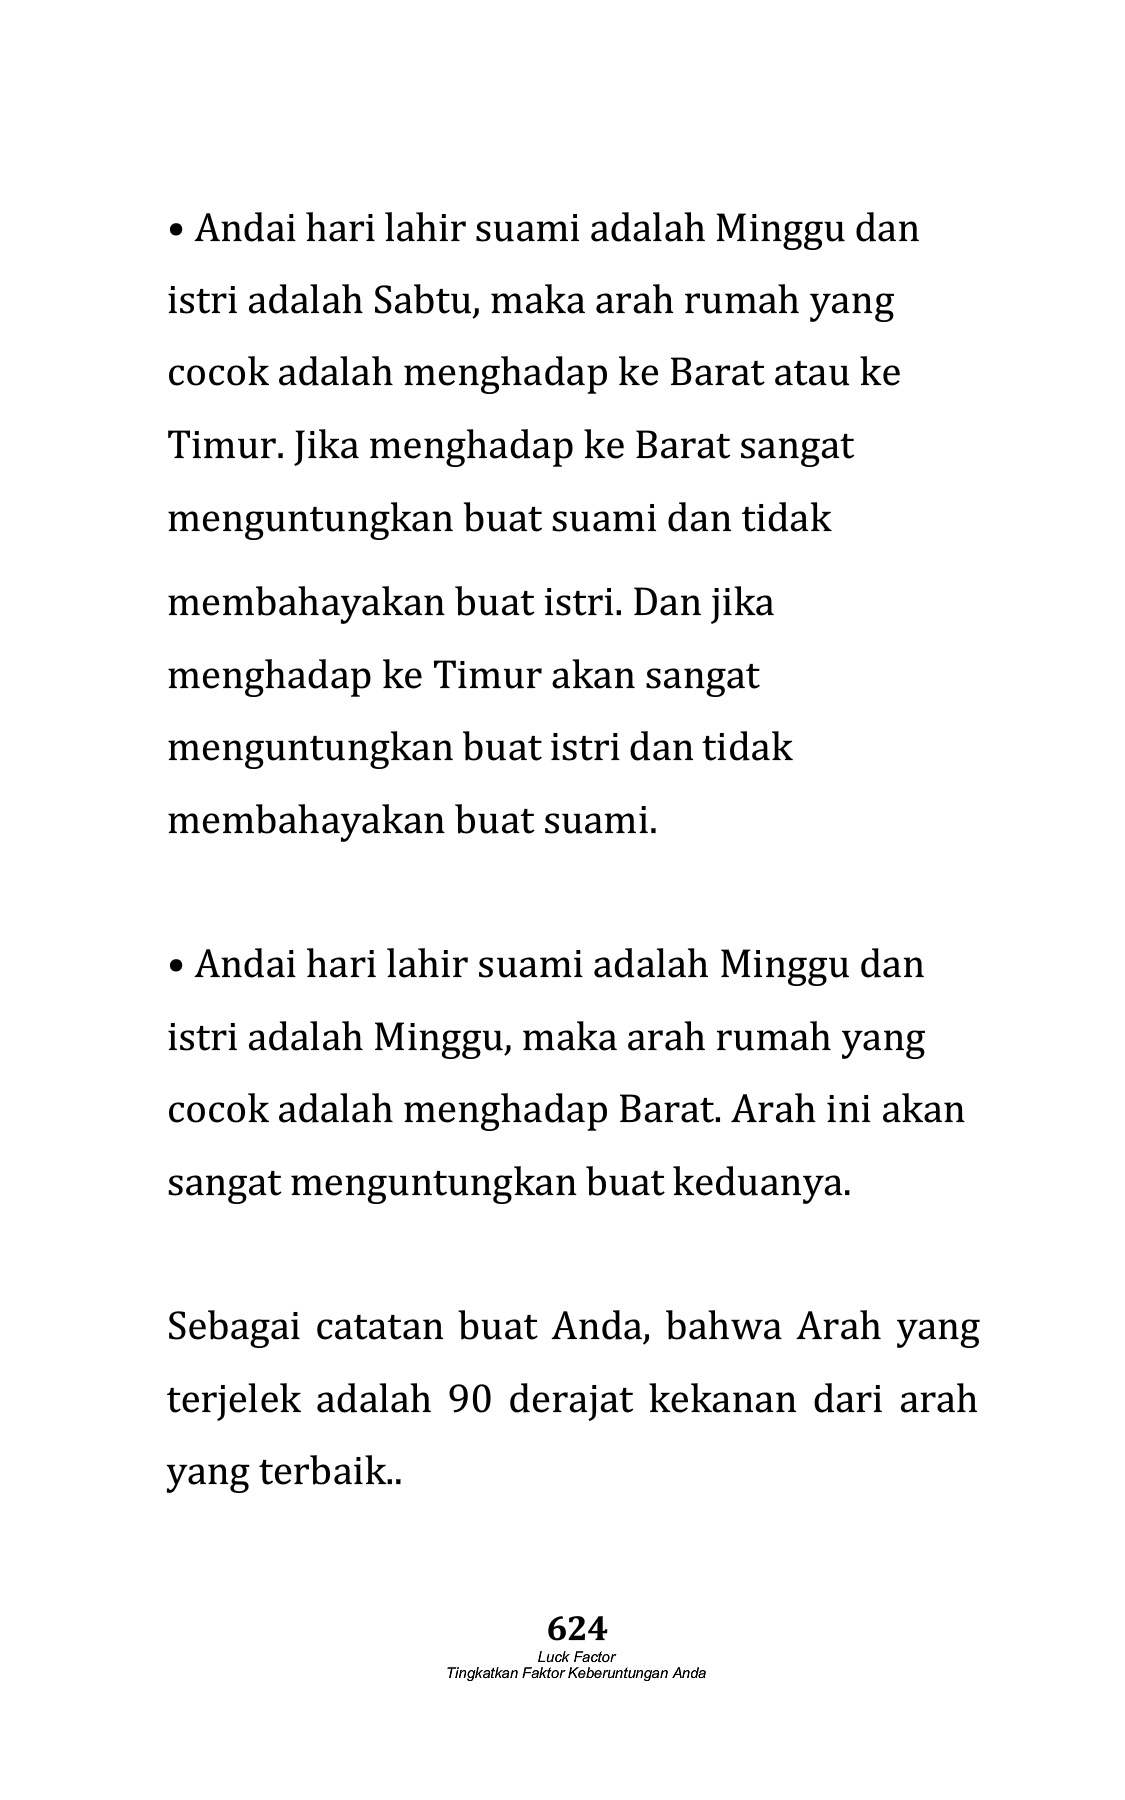 • Andai hari lahir suami adalah Minggu dan
istri adalah Sabtu, maka arah rumah yang
cocok adalah menghadap ke Barat atau ke
Timur. Jika menghadap ke Barat sangat
menguntungkan buat suami dan tidak
membahayakan buat istri. Dan jika
menghadap ke Timur akan sangat
menguntungkan buat istri dan tidak
membahayakan buat suami.
• Andai hari lahir suami adalah Minggu dan
istri adalah Minggu, maka arah rumah yang
cocok adalah menghadap Barat. Arah ini akan
sangat menguntungkan buat keduanya.
Sebagai catatan buat Anda, bahwa Arah yang
terjelek adalah 90 derajat kekanan dari arah
yang terbaik..
624
Luck Factor
Tingkatkan Faktor Keberuntungan Anda